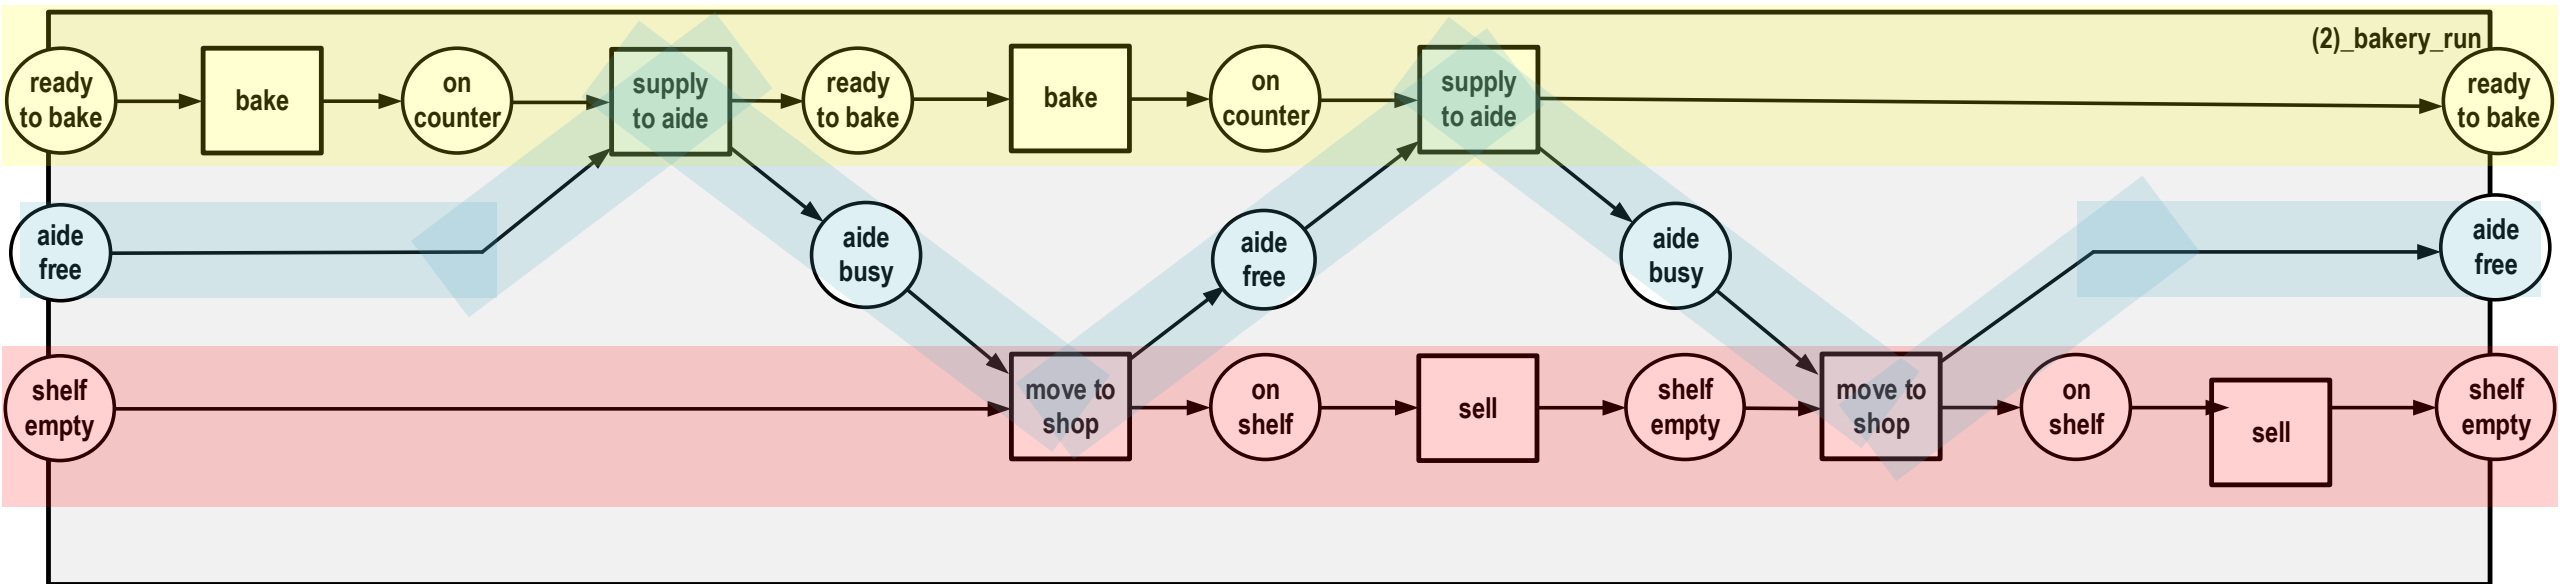 (2)_bakery_run
ready
to bake
bake
on
counter
supply
to aide
ready
to bake
bake
on
counter
supply
to aide
ready
to bake
aide
free
aide
busy
aide
free
aide
busy
aide
free
shelf
empty
move to
shop
on
shelf
sell
shelf
empty
move to
shop
on
shelf
sell
shelf
empty